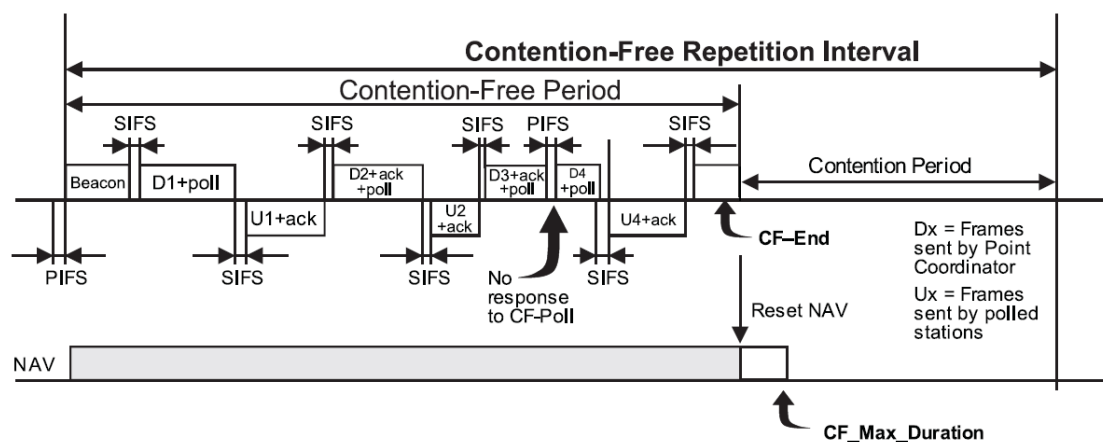 Contention-Free Repetition Interval
Contention-Free Period
SIFS
SIFS
SIFS
PIFS
SIFS
Contention Period
Beacon
D1+poll
D2+ack
+poll
D3+ack
+poll
D4
+poll
U1+ack
U2
+ack
U4+ack
PIFS
SIFS
SIFS
SIFS
No
response
to CF-Poll
CF–End
Dx = Frames
sent by Point
Coordinator
Ux = Frames
sent by polled
stations
Reset NAV
NAV
CF_Max_Duration